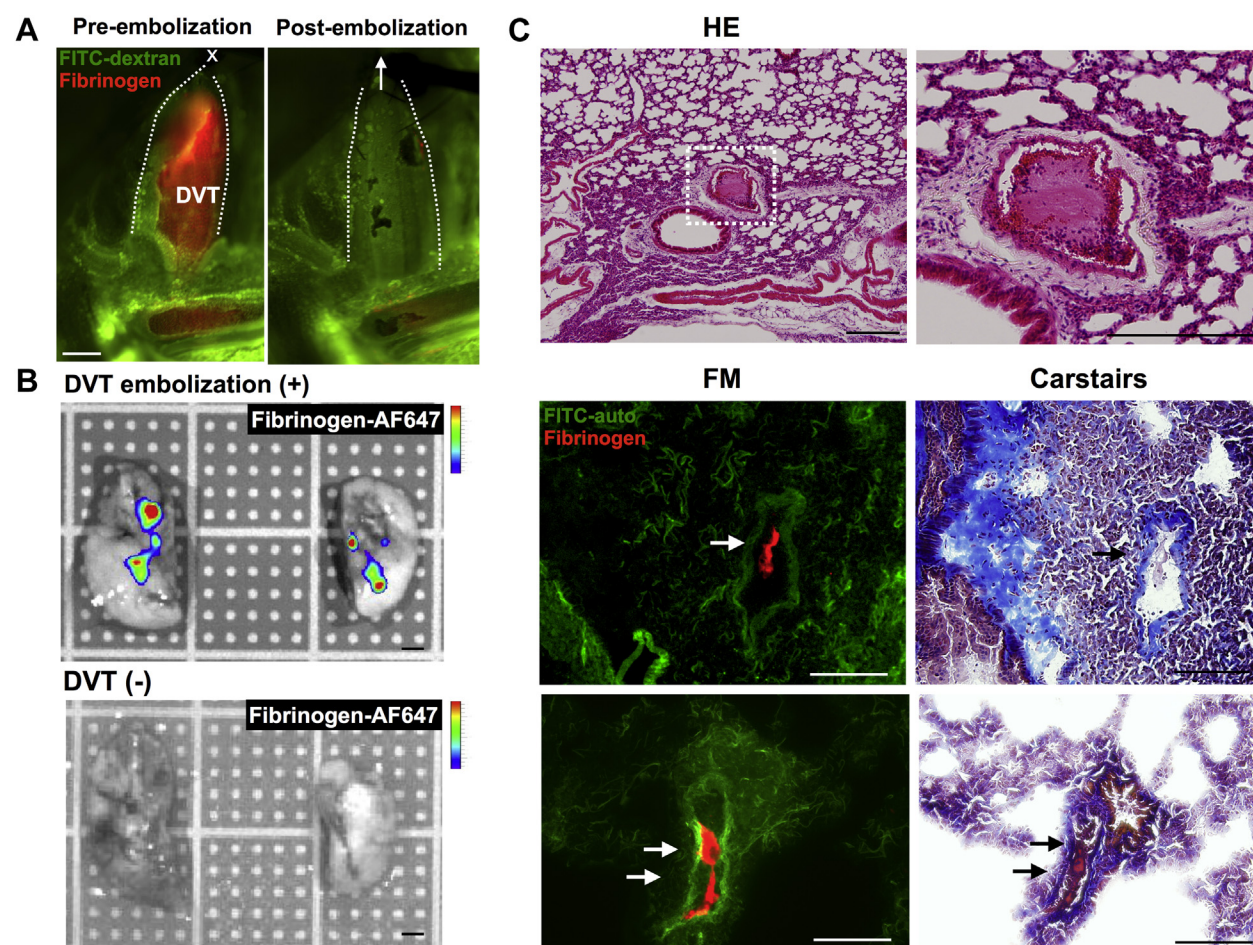 A
Pre-embolization
Post-embolization
FITC-dextran
Fibrinogen
X
DVT
B
DVT embolization (+)
Fibrinogen-AF647
DVT (-)
Fibrinogen-AF647
C
HE
FM
Carstairs
FITC-auto
Fibrinogen